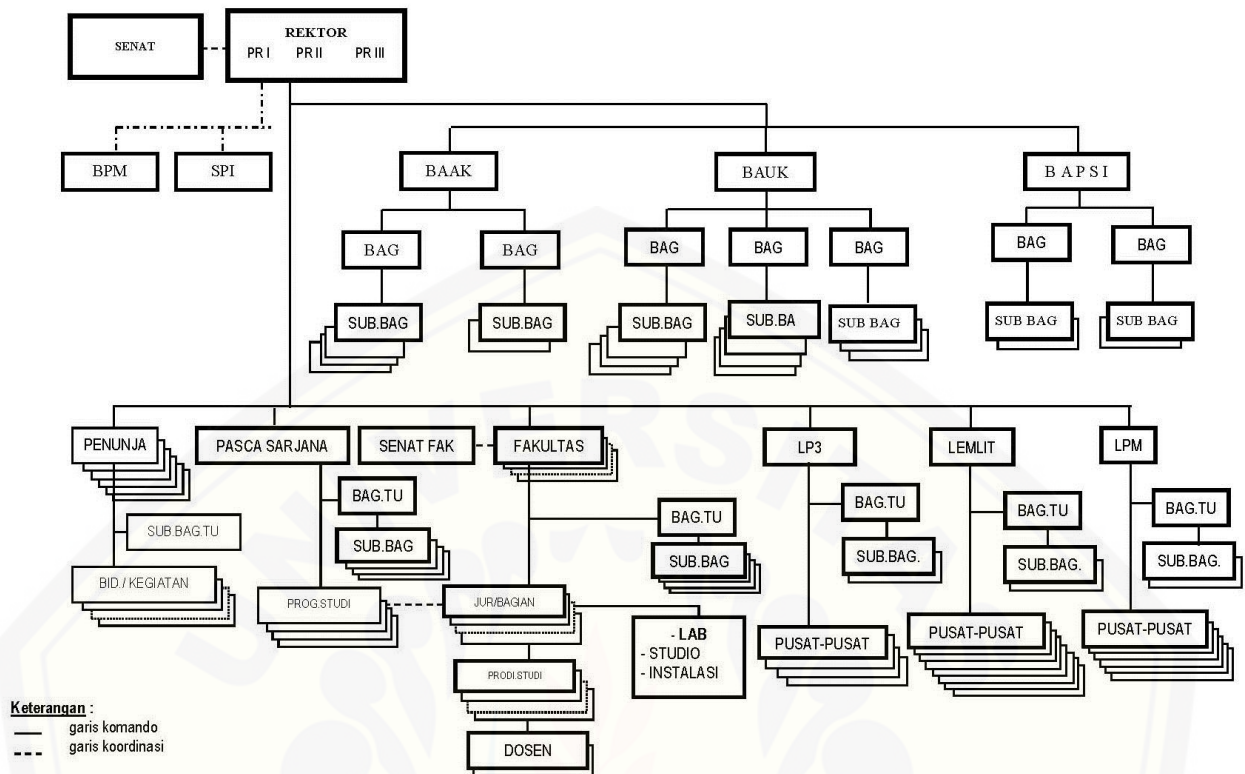 SENAT
REKTOR
PR I PR II PR III
BPM
SPI
BAAK
BAUK
B A P S I
BAG
BAG
BAG
BAG
BAG
BAG
BAG
SUB.BAG
SUB.BAG
SUB.BAG
SUB.BA
SUB BAG
SUB BAG
SUB BAG
PENUNJA
PASCA SARJANA
SENAT FAK
FAKULTAS
LP3
LEMLIT
LPM
BAG.TU
BAG.TU
BAG.TU
BAG.TU
BAG.TU
SUB.BAG.TU
SUB.BAG
SUB.BAG
SUB.BAG.
SUB.BAG.
SUB.BAG.
BID./ KEGIATAN
PROG.STUDI
JUR/BAGIAN
- LAB
- STUDIO
- INSTALASI
PUSAT-PUSAT
PUSAT-PUSAT
PUSAT-PUSAT
PRODI.STUDI
DOSEN
Keterangan :
garis komando
garis koordinasi
UNIVERSITAS